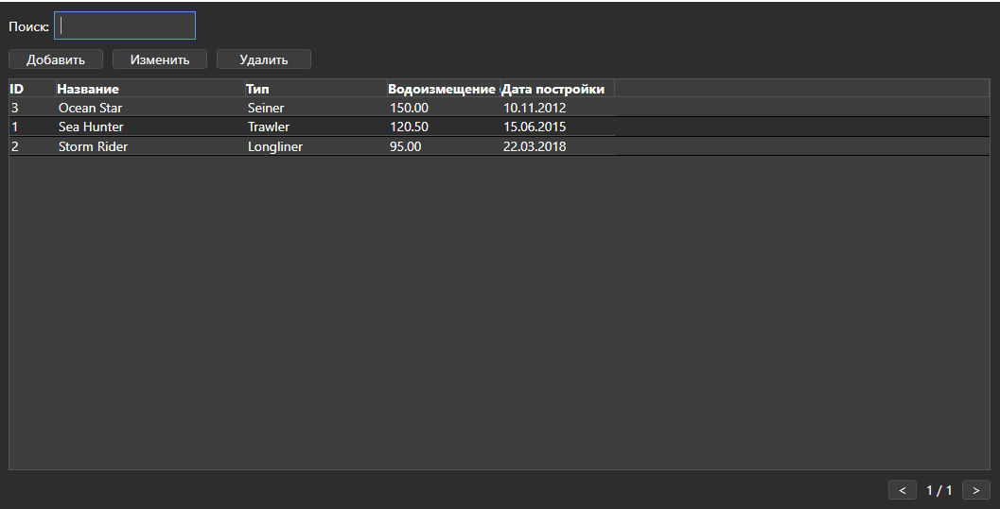 Поиск:
Добавить Изменить Удалить
ID Название Тип Водоизмещение Дата постройки
3 Ocean Star Seiner 150.00 10.11.2012
1 Sea Hunter Trawler 120.50 15.06.2015
2 Storm Rider Longliner 95.00 22.03.2018
< 1 / 1 >